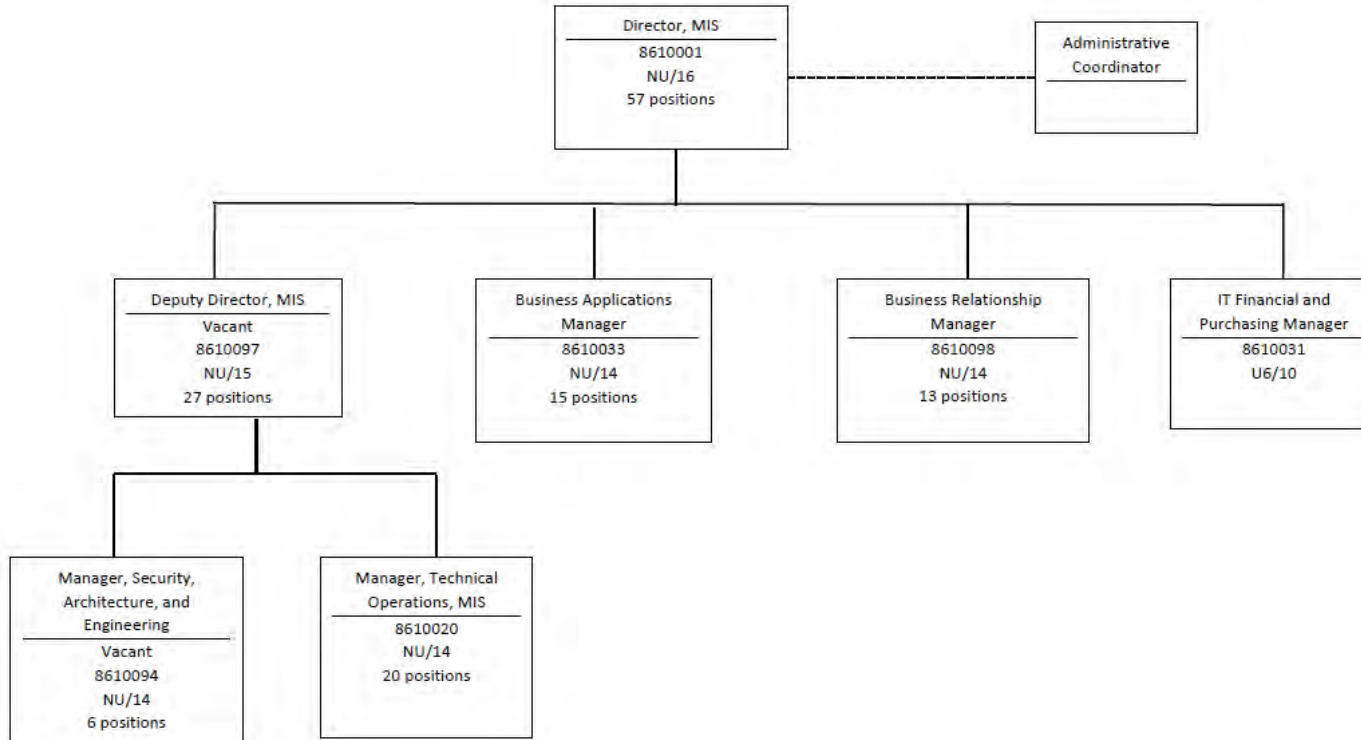 Director, MIS
8610001
NU/16
57 positions
Administrative
Coordinator
Deputy Director, MIS
Vacant
8610097
NU/15
27 positions
Business Applications
Manager
8610033
NU/14
15 positions
Business Relationship
Manager
8610098
NU/14
13 positions
IT Financial and
Purchasing Manager
8610031
U6/10
Manager, Security,
Architecture, and
Engineering
Vacant
8610094
NU/14
6 positions
Manager, Technical
Operations, MIS
8610020
NU/14
20 positions